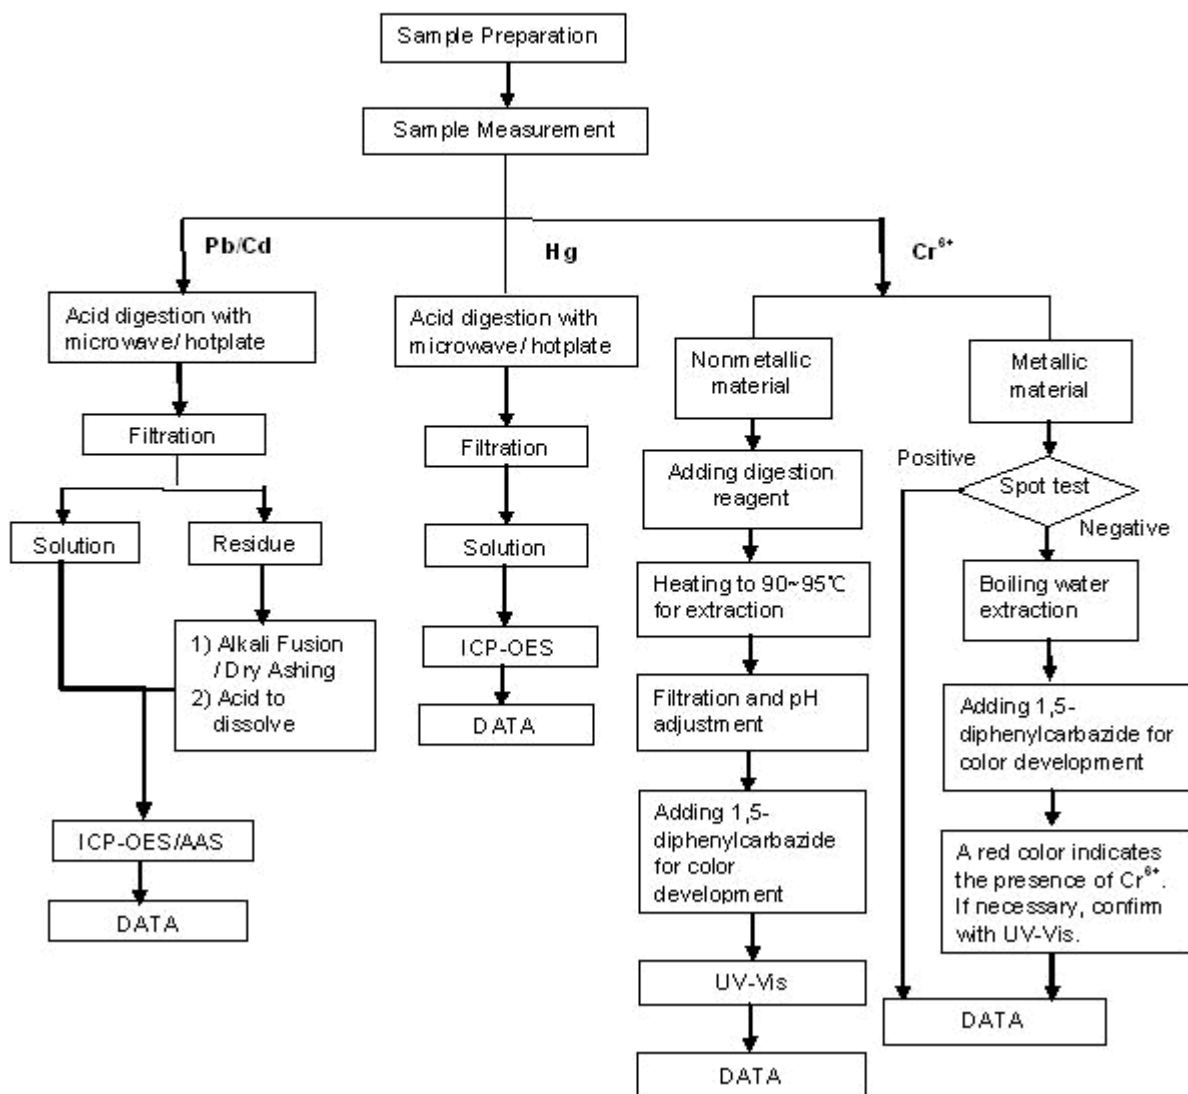 Sample Preparation
Sample Measurement
Pb/Cd
Hg
Cr⁶⁺
Acid digestion with
microwave/ hotplate
Filtration
Solution
Residue
1) Alkali Fusion
/ Dry Ashing
2) Acid to
dissolve
ICP-OES/AAS
DATA
Acid digestion with
microwave/ hotplate
Filtration
Solution
ICP-OES
DATA
Nonmetallic
material
Adding digestion
reagent
Heating to 90~95℃
for extraction
Filtration and pH
adjustment
Adding 1,5-
diphenylcarbazide
for color
development
UV-Vis
DATA
Metallic
material
Positive
Spot test
Negative
Boiling water
extraction
Adding 1,5-
diphenylcarbazide for
color development
A red color indicates
the presence of Cr⁶⁺.
If necessary, confirm
with UV-Vis.
DATA